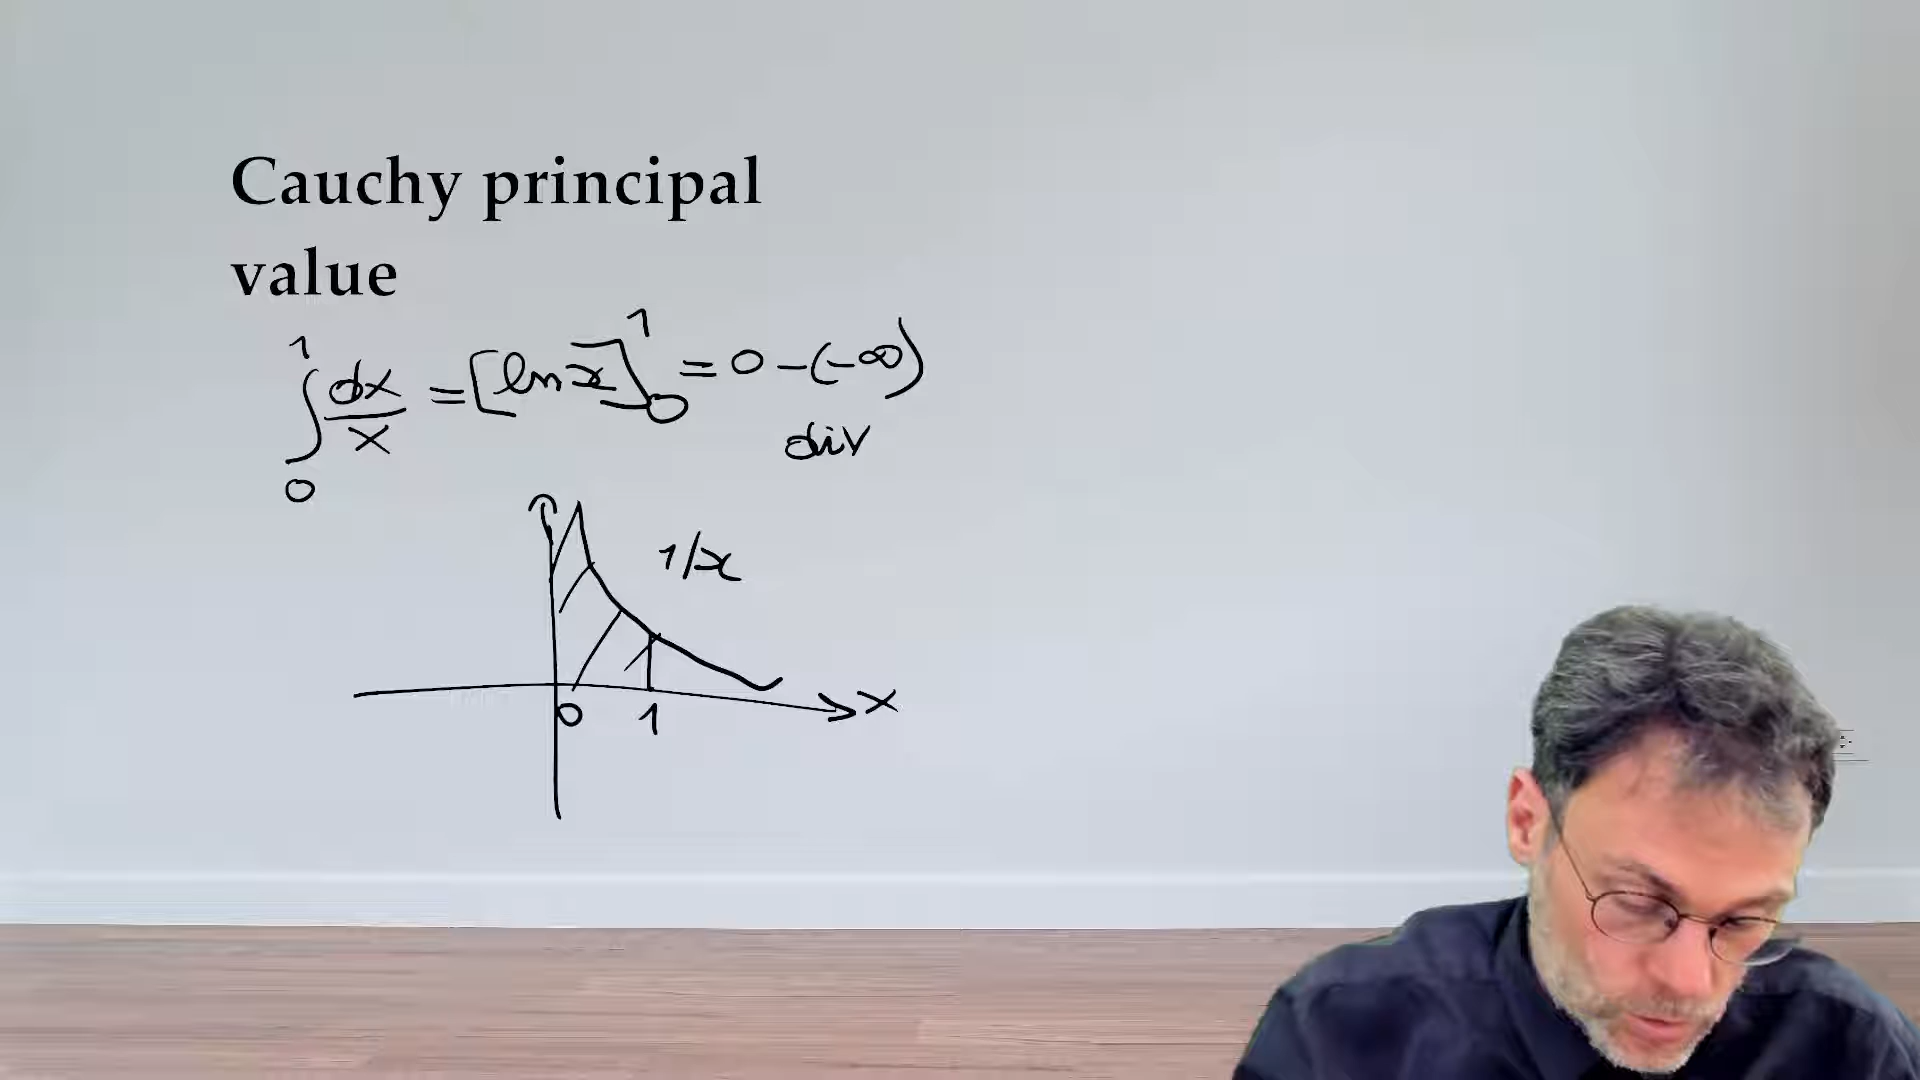 Cauchy principal
value
∫₀¹ dx/x = [ln x]₀¹ = 0 - (-∞)
div
1/x
0 1 x